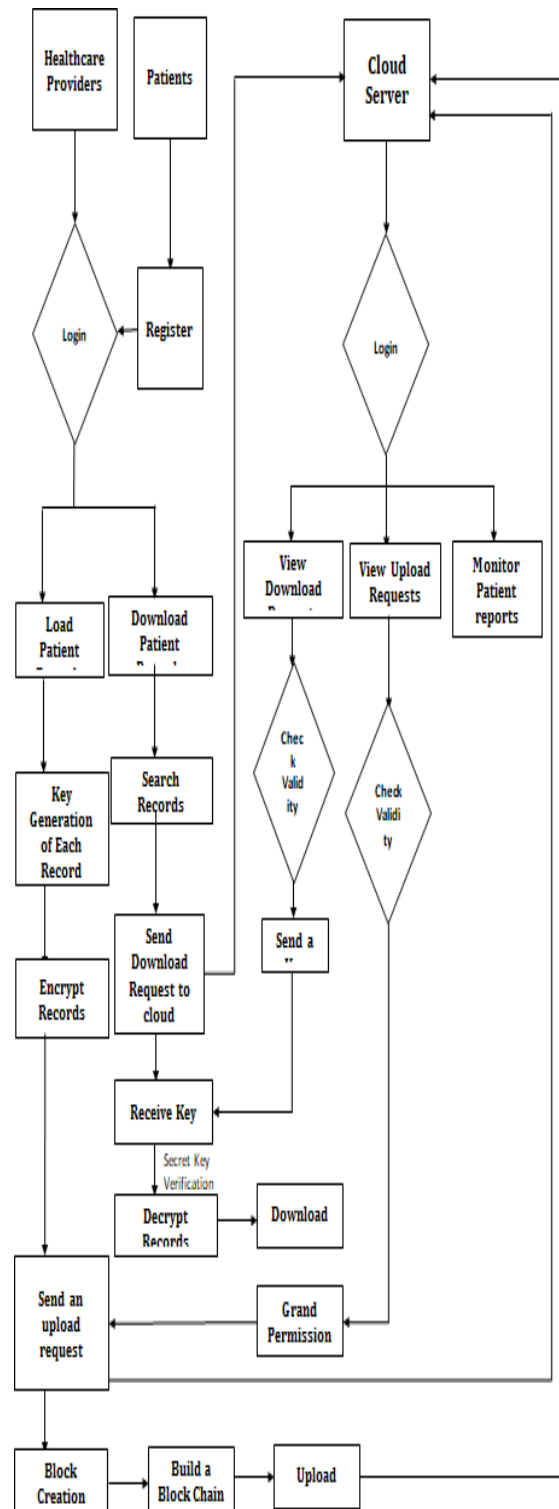 Healthcare
Providers
Patients
Cloud
Server
Login
Register
Login
Load
Patient
Download
Patient
View
Download
View Upload
Requests
Monitor
Patient
reports
Key
Generation
of Each
Record
Search
Records
Chec
k
Valid
ity
Check
Validi
ty
Encrypt
Records
Send
Download
Request to
cloud
Send a
Receive Key
Secret Key
Verification
Decrypt
Records
Download
Send an
upload
request
Grand
Permission
Block
Creation
Build a
Block Chain
Upload